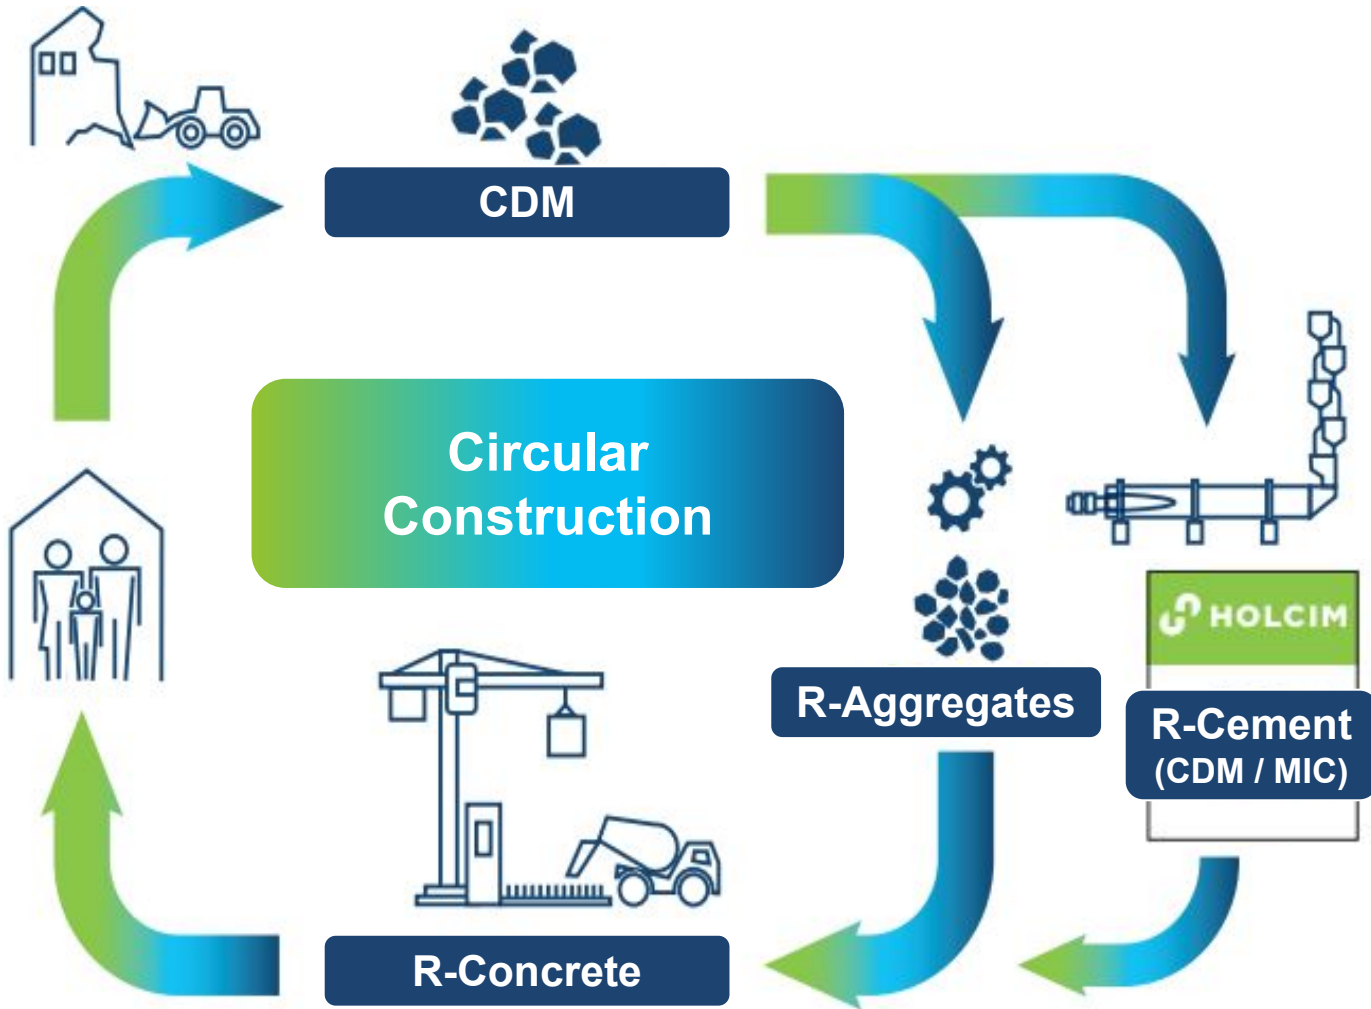 CDM
Circular
Construction
HOLCIM
R-Aggregates
R-Cement
(CDM / MIC)
R-Concrete